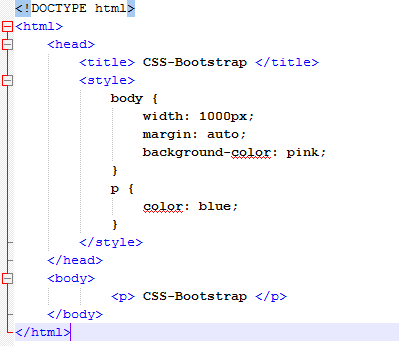 <!DOCTYPE html>
<html>
<head>
<title> CSS-Bootstrap </title>
<style>
body {
width: 1000px;
margin: auto;
background-color: pink;
}
p {
color: blue;
}
</style>
</head>
<body>
<p> CSS-Bootstrap </p>
</body>
</html>